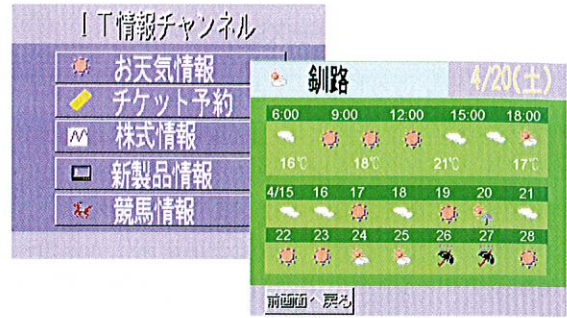 IT情報チャンネル
お天気情報
チケット予約
株式情報
新製品情報
競馬情報
釧路 4/20(土)
6:00 9:00 12:00 15:00 18:00
16℃ 18℃ 21℃ 17℃
4/15 16 17 18 19 20 21
22 23 24 25 26 27 28
前画面へ戻る